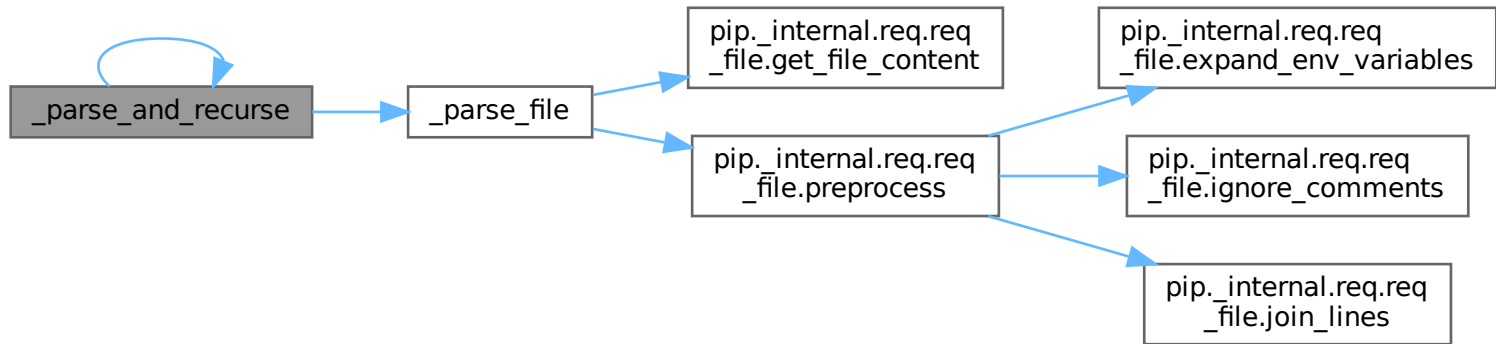 _parse_and_recurse
_parse_file
pip._internal.req.req
_file.get_file_content
pip._internal.req.req
_file.preprocess
pip._internal.req.req
_file.expand_env_variables
pip._internal.req.req
_file.ignore_comments
pip._internal.req.req
_file.join_lines